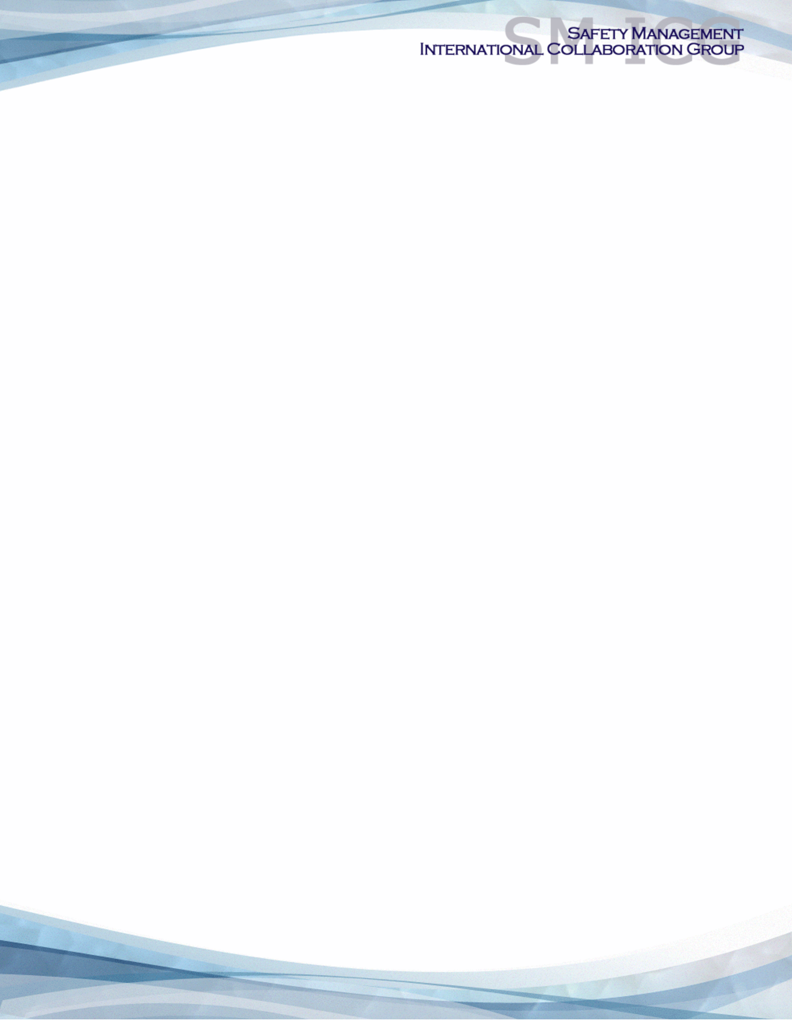 SM ICG
Safety Management
International Collaboration Group